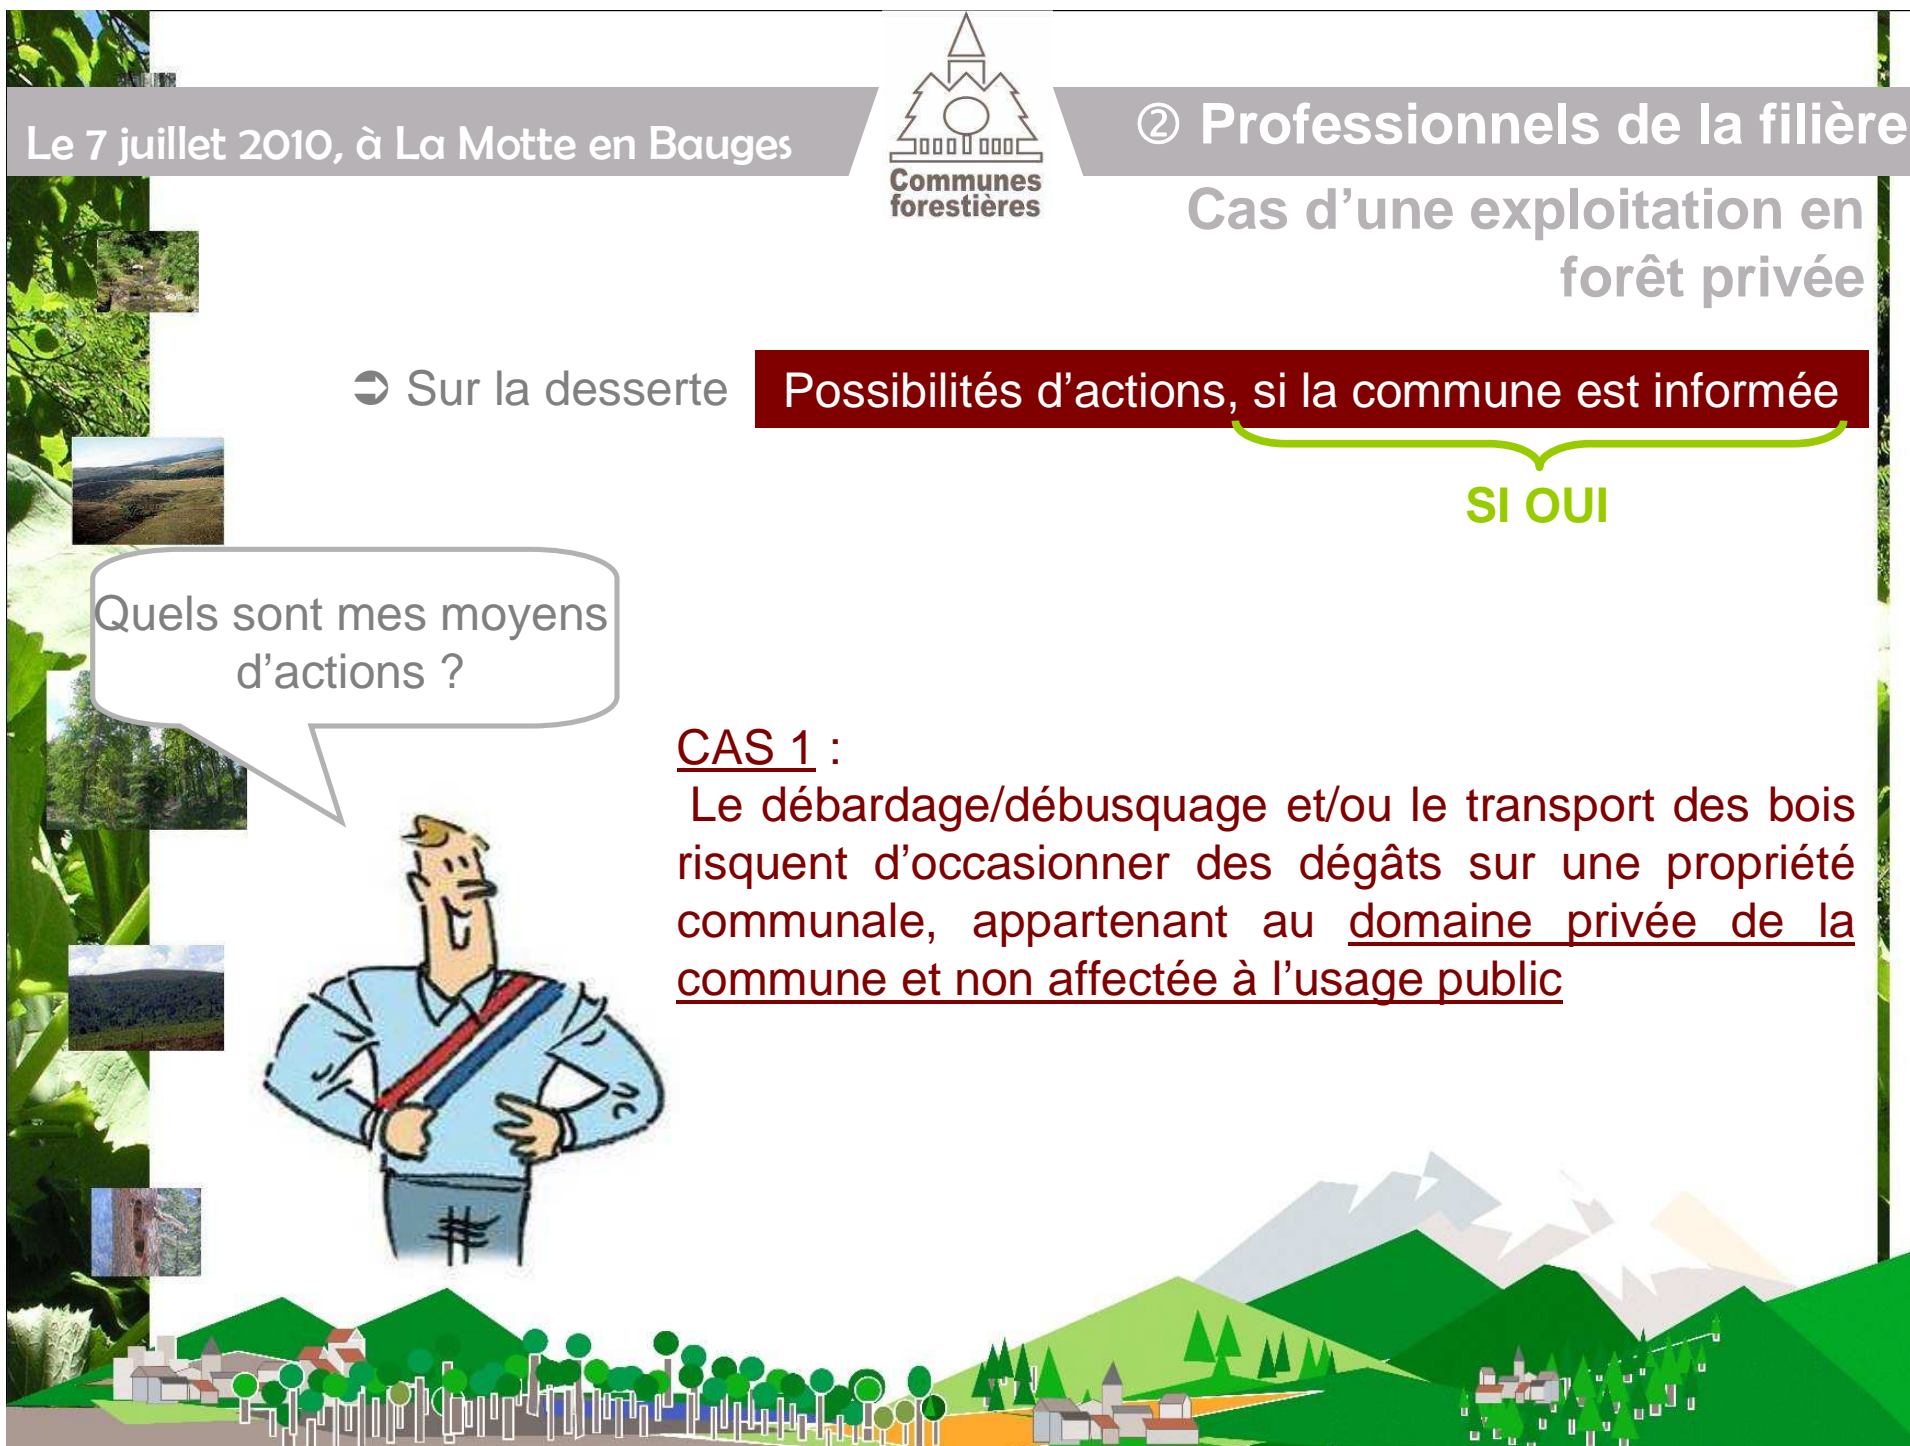 Le 7 juillet 2010, à La Motte en Bauges
Communes
forestières
② Professionnels de la filière
Cas d’une exploitation en
forêt privée
➲ Sur la desserte
Possibilités d’actions, si la commune est informée
SI OUI
Quels sont mes moyens
d’actions ?
CAS 1 :
Le débardage/débusquage et/ou le transport des bois
risquent d’occasionner des dégâts sur une propriété
communale, appartenant au domaine privée de la
commune et non affectée à l’usage public